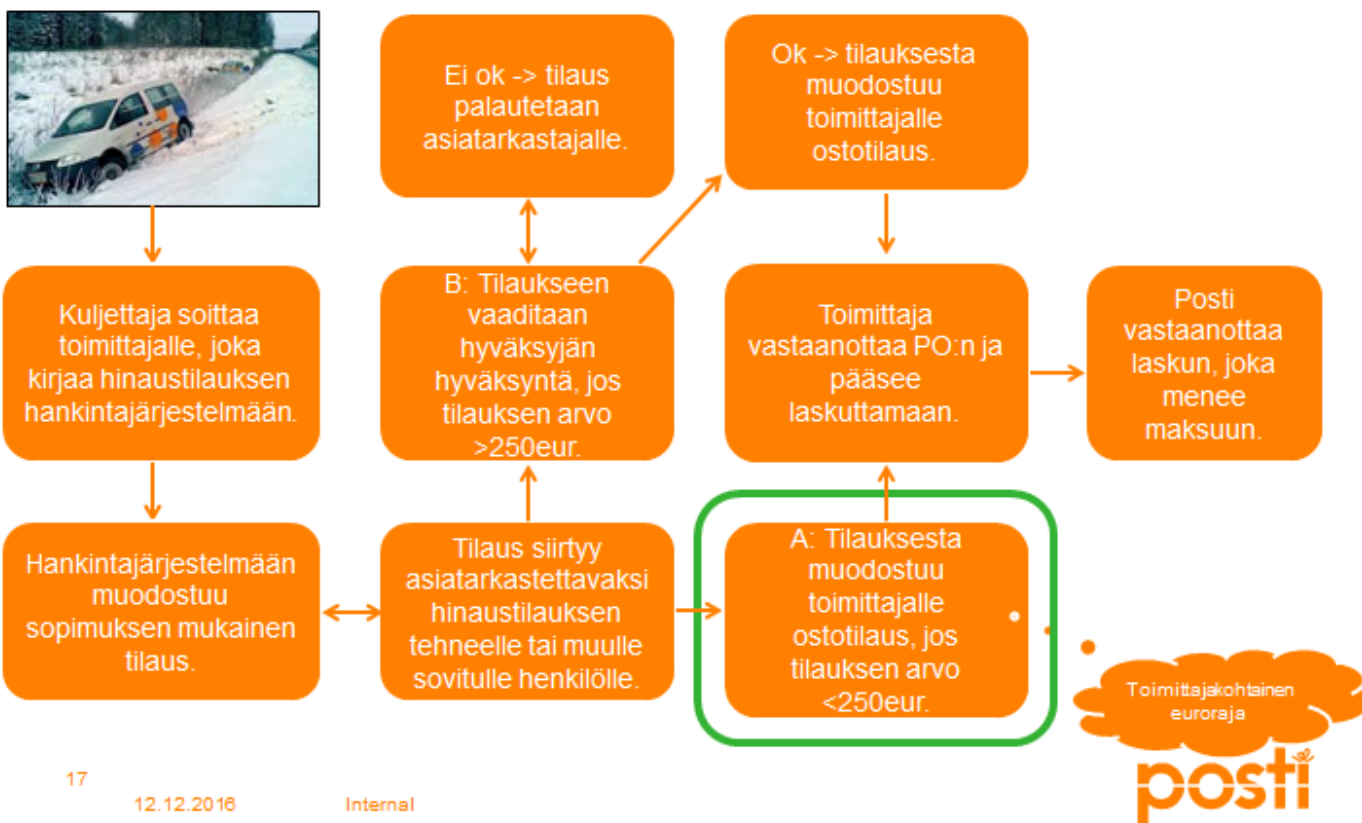 Ei ok -> tilaus
palautetaan
asiatarkastajalle.
Ok -> tilauksesta
muodostuu
toimittajalle
ostotilaus.
Kuljettaja soittaa
toimittajalle, joka
kirjaa hinaustilauksen
hankintajärjestelmään.
B: Tilaukseen
vaaditaan
hyväksyjän
hyväksyntä, jos
tilauksen arvo
>250eur.
Toimittaja
vastaanottaa PO:n ja
pääsee
laskuttamaan.
Posti
vastaanottaa
laskun, joka
menee
maksuun.
Hankintajärjestelmään
muodostuu
sopimuksen mukainen
tilaus.
Tilaus siirtyy
asiatarkastettavaksi
hinaustilauksen
tehneelle tai muulle
sovitulle henkilölle.
A: Tilauksesta
muodostuu
toimittajalle
ostotilaus, jos
tilauksen arvo
<250eur.
Toimittajakohtainen
euroraja
17
12.12.2016
Internal
posti